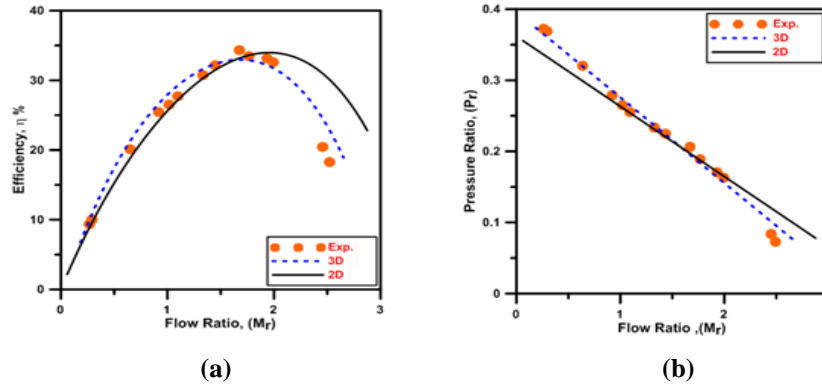 40
30
20
10
0
Efficiency, η %
0 1 2 3
Flow Ratio, (Mr)
Exp.
3D
2D
(a)
0.4
0.3
0.2
0.1
0
Pressure Ratio, (Pr)
0 1 2
Flow Ratio ,(Mr)
Exp.
3D
2D
(b)